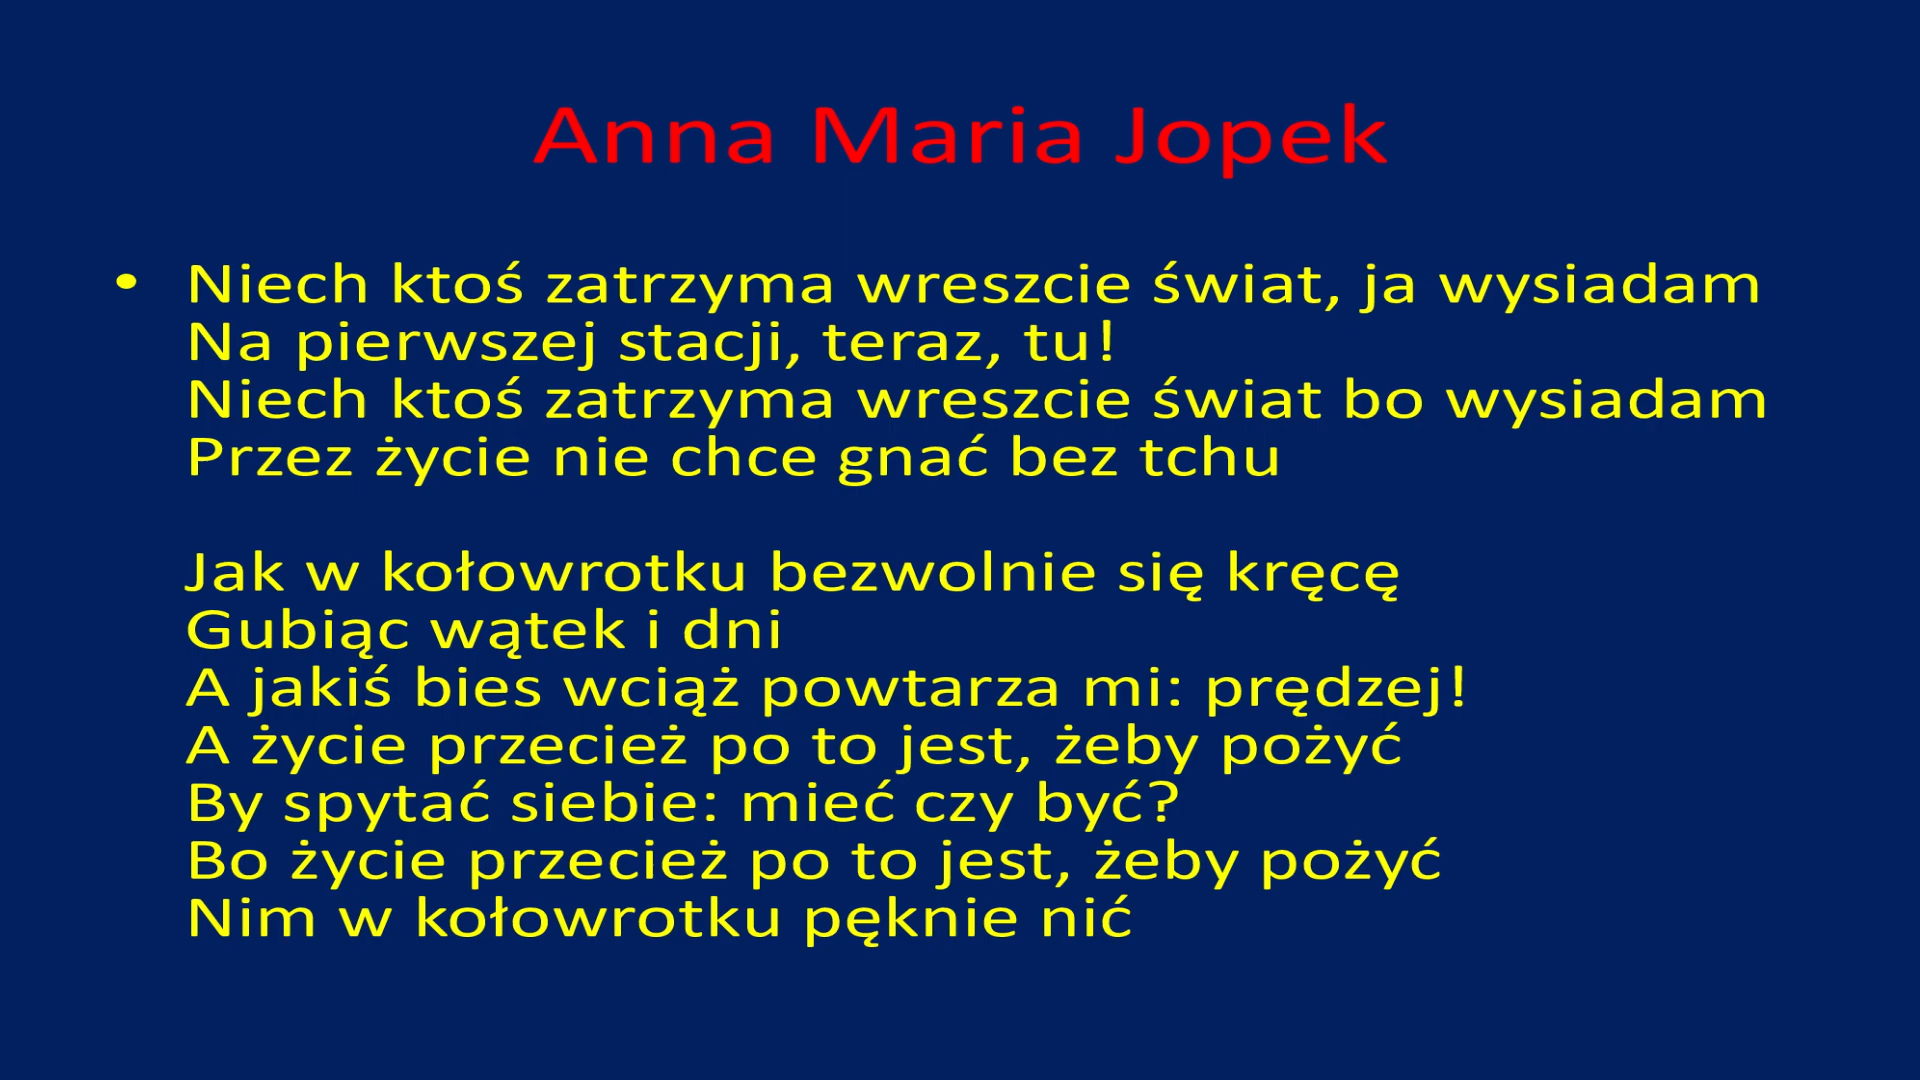 Anna Maria Jopek
• Niech ktoś zatrzyma wreszcie świat, ja wysiadam
Na pierwszej stacji, teraz, tu!
Niech ktoś zatrzyma wreszcie świat bo wysiadam
Przez życie nie chce gnać bez tchu
Jak w kołowrotku bezwolnie się kręcę
Gubiąc wątek i dni
A jakiś bies wciąż powtarza mi: prędzej!
A życie przecież po to jest, żeby pożyć
By spytać siebie: mieć czy być?
Bo życie przecież po to jest, żeby pożyć
Nim w kołowrotku pęknie nić